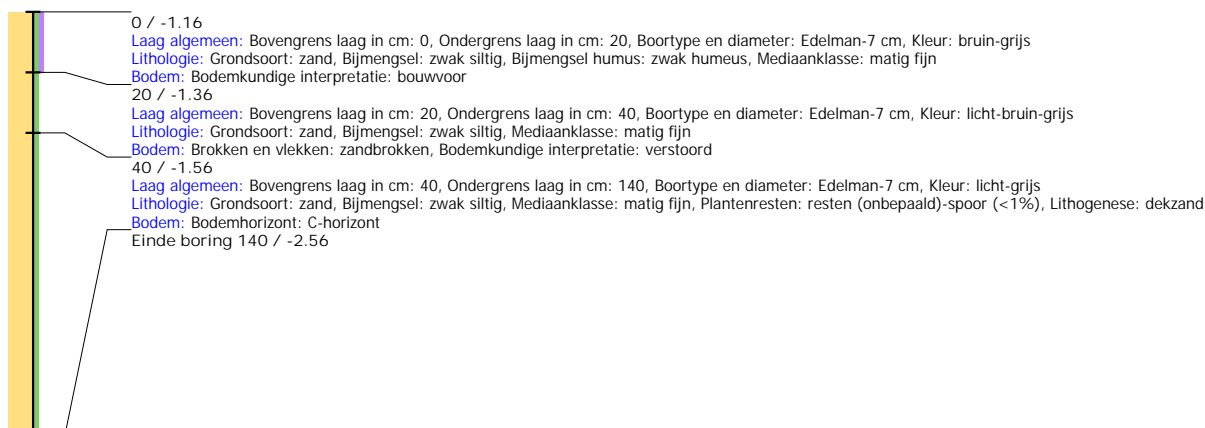 0 / -1.16
Laag algemeen: Bovengrens laag in cm: 0, Ondergrens laag in cm: 20, Boortype en diameter: Edelman-7 cm, Kleur: bruin-grijs
Lithologie: Grondsoort: zand, Bijmengsel: zwak siltig, Bijmengsel humus: zwak humeus, Mediaanklasse: matig fijn
Bodem: Bodemkundige interpretatie: bouwvoor
20 / -1.36
Laag algemeen: Bovengrens laag in cm: 20, Ondergrens laag in cm: 40, Boortype en diameter: Edelman-7 cm, Kleur: licht-bruin-grijs
Lithologie: Grondsoort: zand, Bijmengsel: zwak siltig, Mediaanklasse: matig fijn
Bodem: Brokken en vlekken: zandbrokken, Bodemkundige interpretatie: verstoord
40 / -1.56
Laag algemeen: Bovengrens laag in cm: 40, Ondergrens laag in cm: 140, Boortype en diameter: Edelman-7 cm, Kleur: licht-grijs
Lithologie: Grondsoort: zand, Bijmengsel: zwak siltig, Mediaanklasse: matig fijn, Plantenresten: resten (onbepaald)-spoor (<1%), Lithogenese: dekzand
Bodem: Bodemhorizont: C-horizont
Einde boring 140 / -2.56